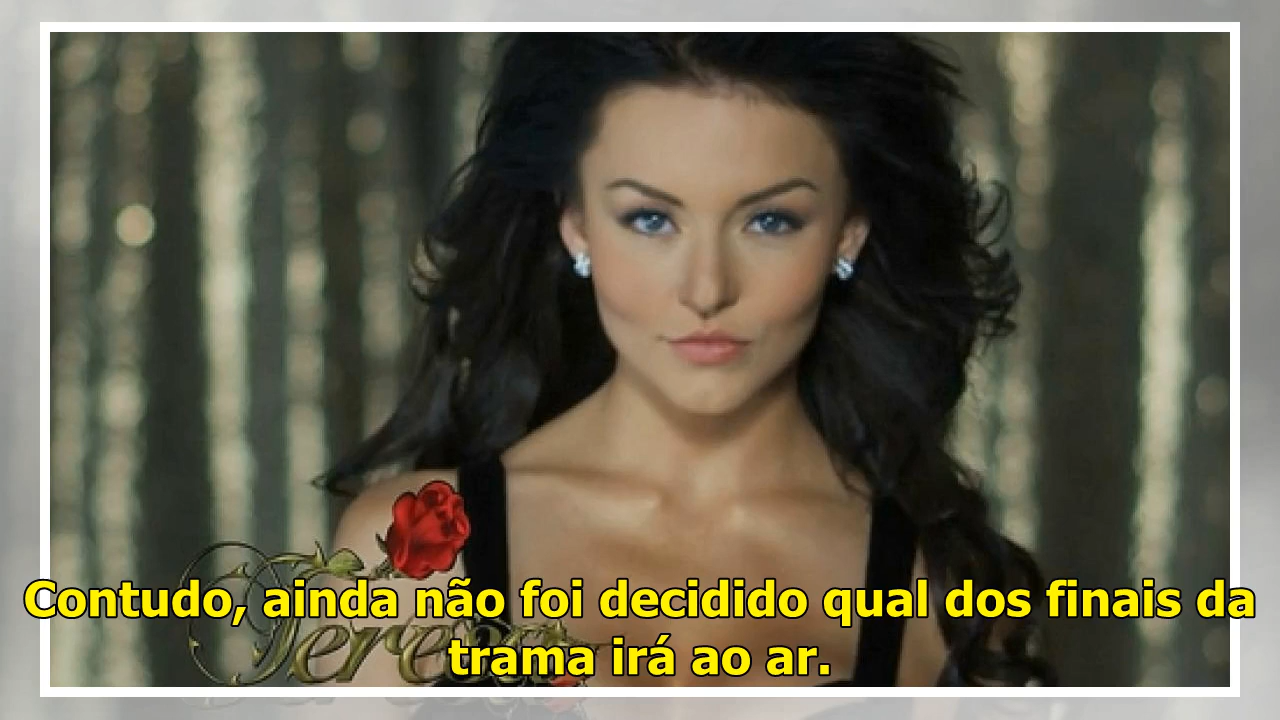 Contudo, ainda não foi decidido qual dos finais da
trama irá ao ar.